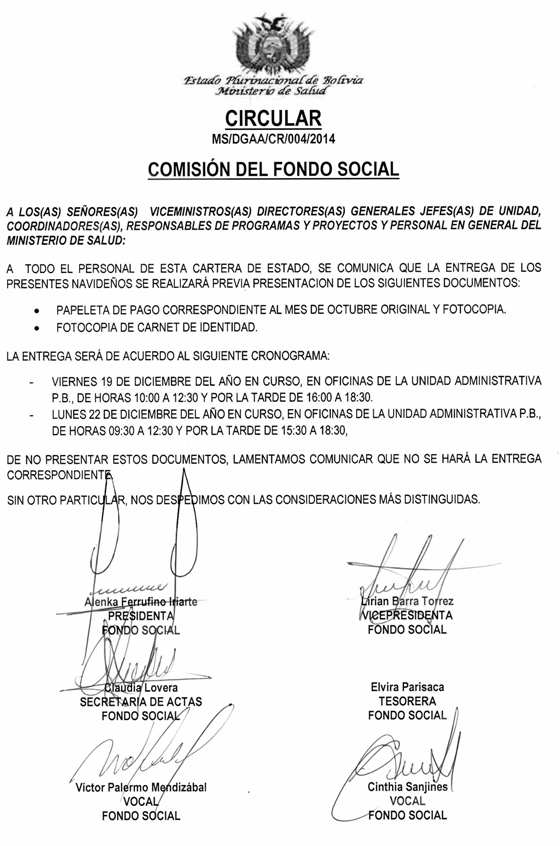 Estado Plurinacional de Bolivia
Ministerio de Salud
CIRCULAR
MS/DGAA/CR/004/2014
COMISIÓN DEL FONDO SOCIAL
A LOS(AS) SEÑORES(AS) VICEMINISTROS(AS) DIRECTORES(AS) GENERALES JEFES(AS) DE UNIDAD,
COORDINADORES(AS), RESPONSABLES DE PROGRAMAS Y PROYECTOS Y PERSONAL EN GENERAL DEL
MINISTERIO DE SALUD:
A TODO EL PERSONAL DE ESTA CARTERA DE ESTADO, SE COMUNICA QUE LA ENTREGA DE LOS
PRESENTES NAVIDEÑOS SE REALIZARÁ PREVIA PRESENTACION DE LOS SIGUIENTES DOCUMENTOS:
• PAPELETA DE PAGO CORRESPONDIENTE AL MES DE OCTUBRE ORIGINAL Y FOTOCOPIA.
• FOTOCOPIA DE CARNET DE IDENTIDAD.
LA ENTREGA SERÁ DE ACUERDO AL SIGUIENTE CRONOGRAMA:
- VIERNES 19 DE DICIEMBRE DEL AÑO EN CURSO, EN OFICINAS DE LA UNIDAD ADMINISTRATIVA
P.B., DE HORAS 10:00 A 12:30 Y POR LA TARDE DE 16:00 A 18:30.
- LUNES 22 DE DICIEMBRE DEL AÑO EN CURSO, EN OFICINAS DE LA UNIDAD ADMINISTRATIVA P.B.,
DE HORAS 09:30 A 12:30 Y POR LA TARDE DE 15:30 A 18:30,
DE NO PRESENTAR ESTOS DOCUMENTOS, LAMENTAMOS COMUNICAR QUE NO SE HARÁ LA ENTREGA
CORRESPONDIENTE.
SIN OTRO PARTICULAR, NOS DESPEDIMOS CON LAS CONSIDERACIONES MÁS DISTINGUIDAS.
Alenka Ferrufino Iriarte
PRESIDENTA
FONDO SOCIAL
Lirian Barra Torrez
VICEPRESIDENTA
FONDO SOCIAL
Claudia Lovera
SECRETARIA DE ACTAS
FONDO SOCIAL
Elvira Parisaca
TESORERA
FONDO SOCIAL
Víctor Palermo Mendizábal
VOCAL
FONDO SOCIAL
Cinthia Sanjines
VOCAL
FONDO SOCIAL